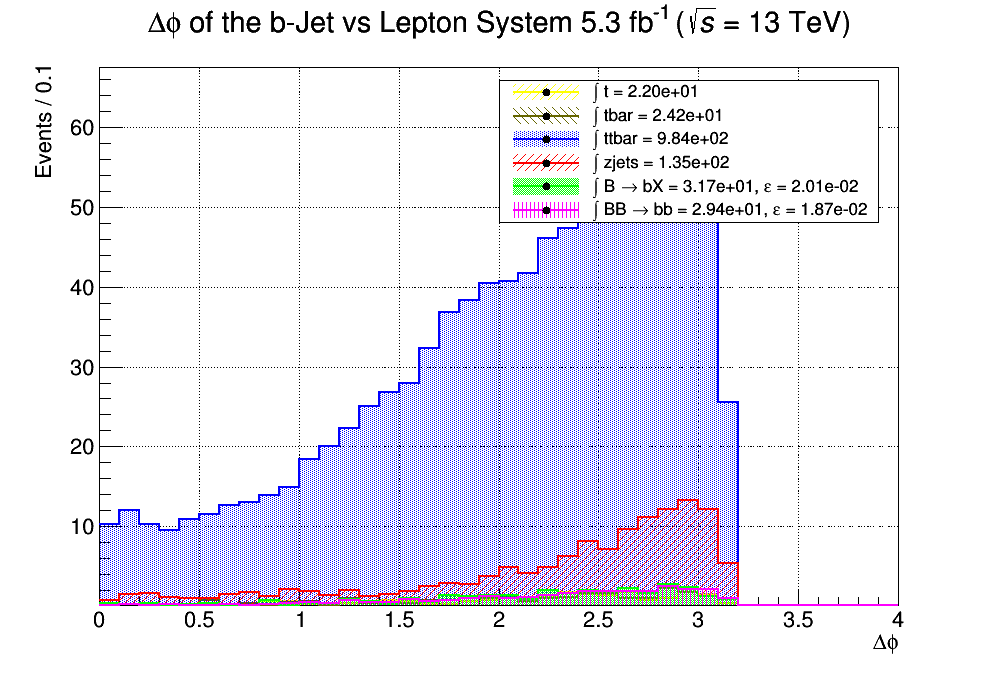 Δϕ of the b-Jet vs Lepton System 5.3 fb⁻¹ (√s = 13 TeV)
Events / 0.1
60
50
40
30
20
10
∫ t = 2.20e+01
∫ tbar = 2.42e+01
∫ ttbar = 9.84e+02
∫ zjets = 1.35e+02
∫ B → bX = 3.17e+01, ε = 2.01e-02
∫ BB → bb = 2.94e+01, ε = 1.87e-02
0 0.5 1 1.5 2 2.5 3 3.5 4
Δϕ